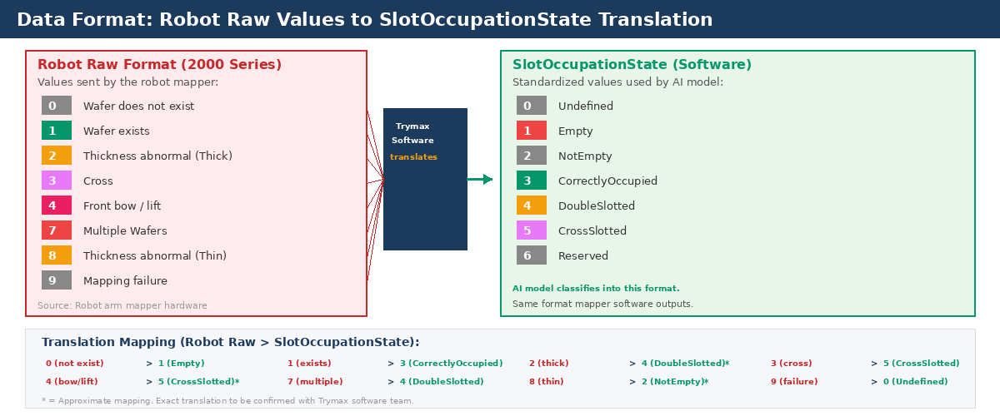 Data Format: Robot Raw Values to SlotOccupationState Translation
Robot Raw Format (2000 Series)
Values sent by the robot mapper:
0 Wafer does not exist
1 Wafer exists
2 Thickness abnormal (Thick)
3 Cross
4 Front bow / lift
7 Multiple Wafers
8 Thickness abnormal (Thin)
9 Mapping failure
Source: Robot arm mapper hardware
Trymax
Software
translates
SlotOccupationState (Software)
Standardized values used by AI model:
0 Undefined
1 Empty
2 NotEmpty
3 CorrectlyOccupied
4 DoubleSlotted
5 CrossSlotted
6 Reserved
AI model classifies into this format.
Same format mapper software outputs.
Translation Mapping (Robot Raw > SlotOccupationState):
0 (not exist) > 1 (Empty) 1 (exists) > 3 (CorrectlyOccupied) 2 (thick) > 4 (DoubleSlotted)* 3 (cross) > 5 (CrossSlotted)
4 (bow/lift) > 5 (CrossSlotted)* 7 (multiple) > 4 (DoubleSlotted) 8 (thin) > 2 (NotEmpty)* 9 (failure) > 0 (Undefined)
* = Approximate mapping. Exact translation to be confirmed with Trymax software team.